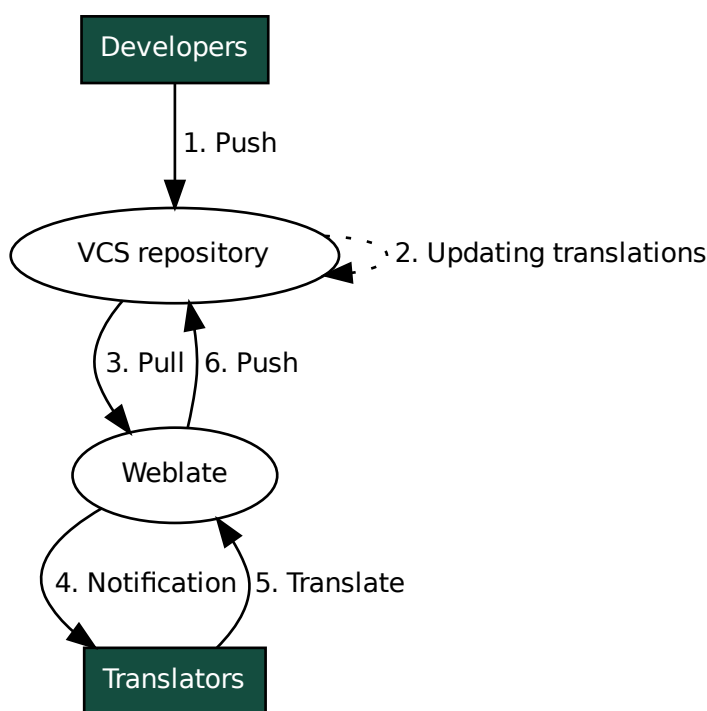 Developers
1. Push
VCS repository
2. Updating translations
3. Pull
6. Push
Weblate
4. Notification
5. Translate
Translators